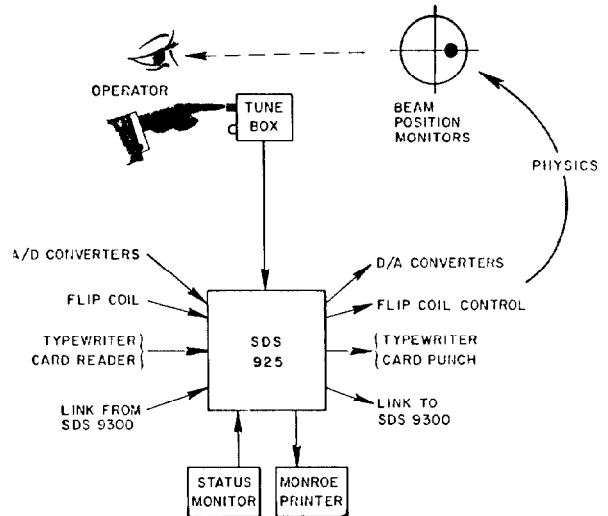 OPERATOR
TUNE
BOX
BEAM
POSITION
MONITORS
PHYSICS
A/D CONVERTERS
D/A CONVERTERS
FLIP COIL
FLIP COIL CONTROL
TYPEWRITER
CARD READER
SDS
925
TYPEWRITER
CARD PUNCH
LINK FROM
SDS 9300
LINK TO
SDS 9300
STATUS
MONITOR
MONROE
PRINTER